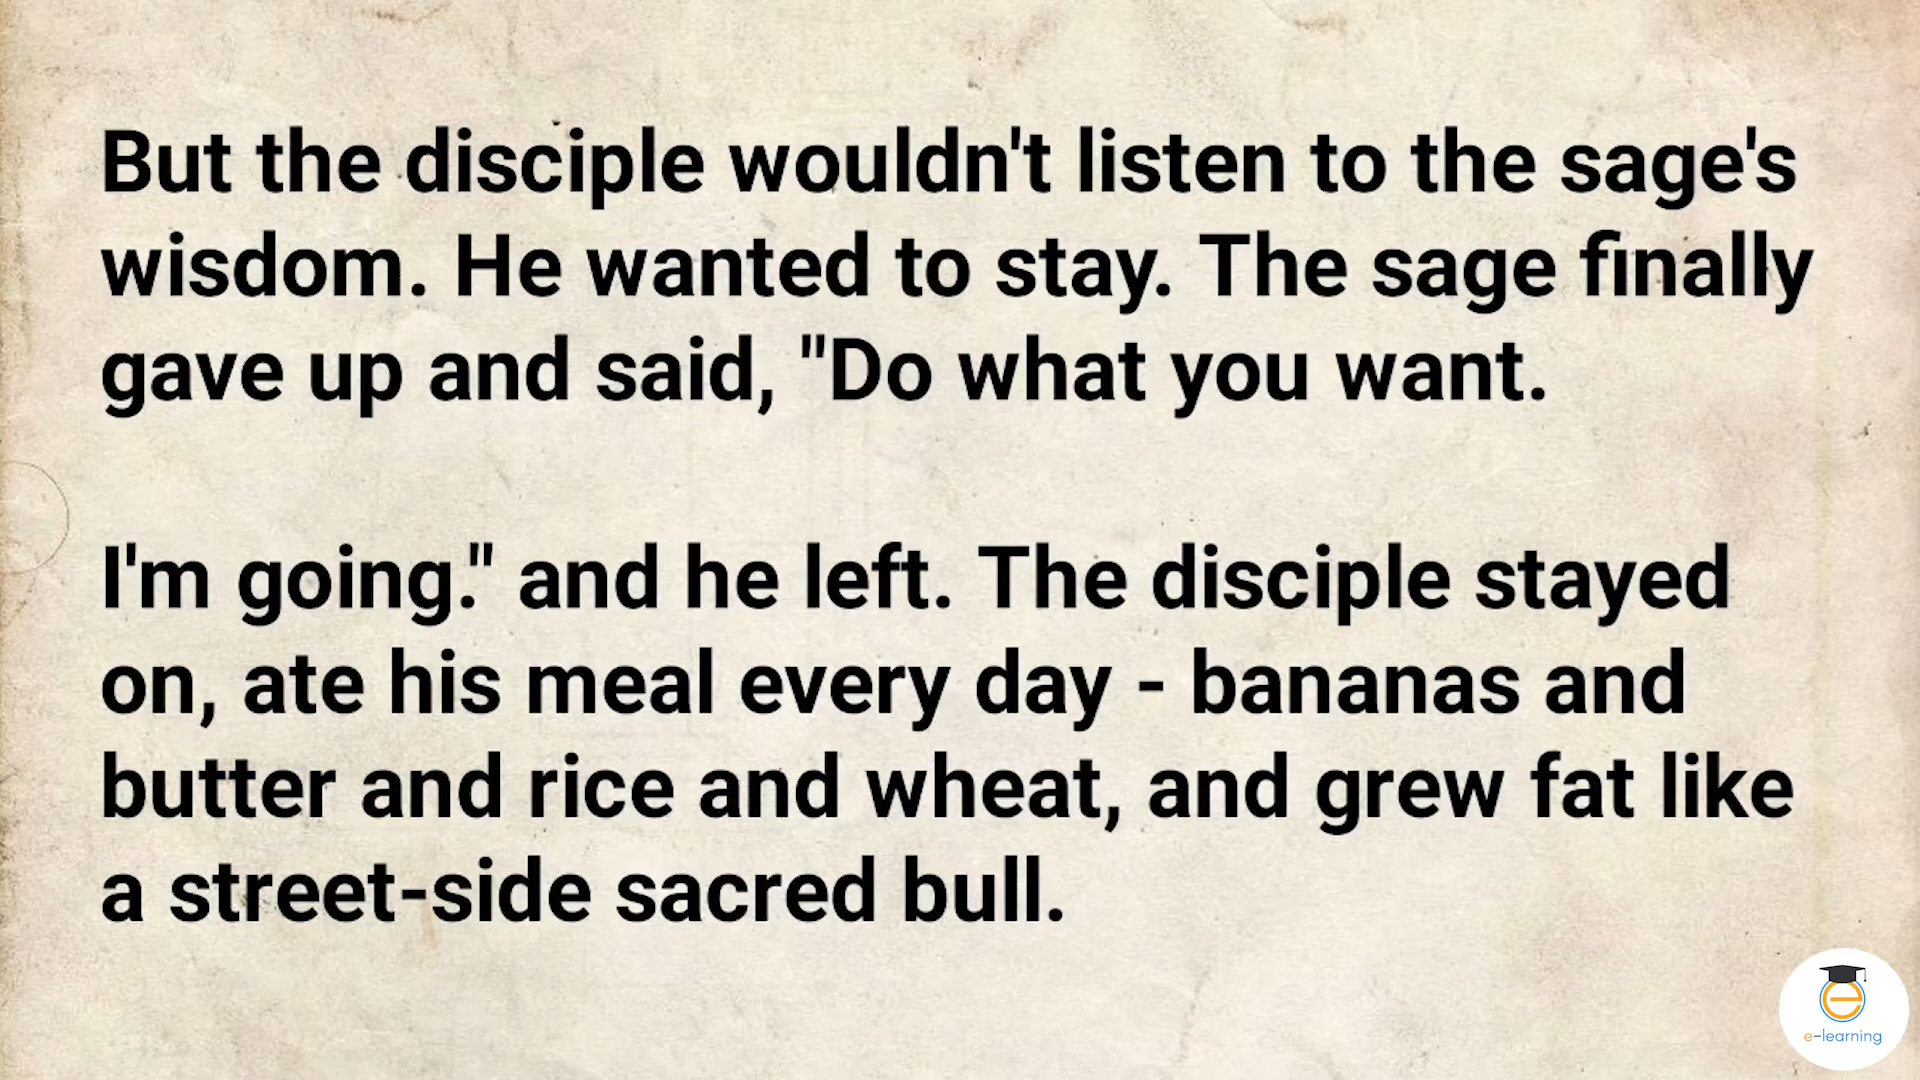 But the disciple wouldn't listen to the sage's
wisdom. He wanted to stay. The sage finally
gave up and said, "Do what you want.
I'm going." and he left. The disciple stayed
on, ate his meal every day - bananas and
butter and rice and wheat, and grew fat like
a street-side sacred bull.
e-learning